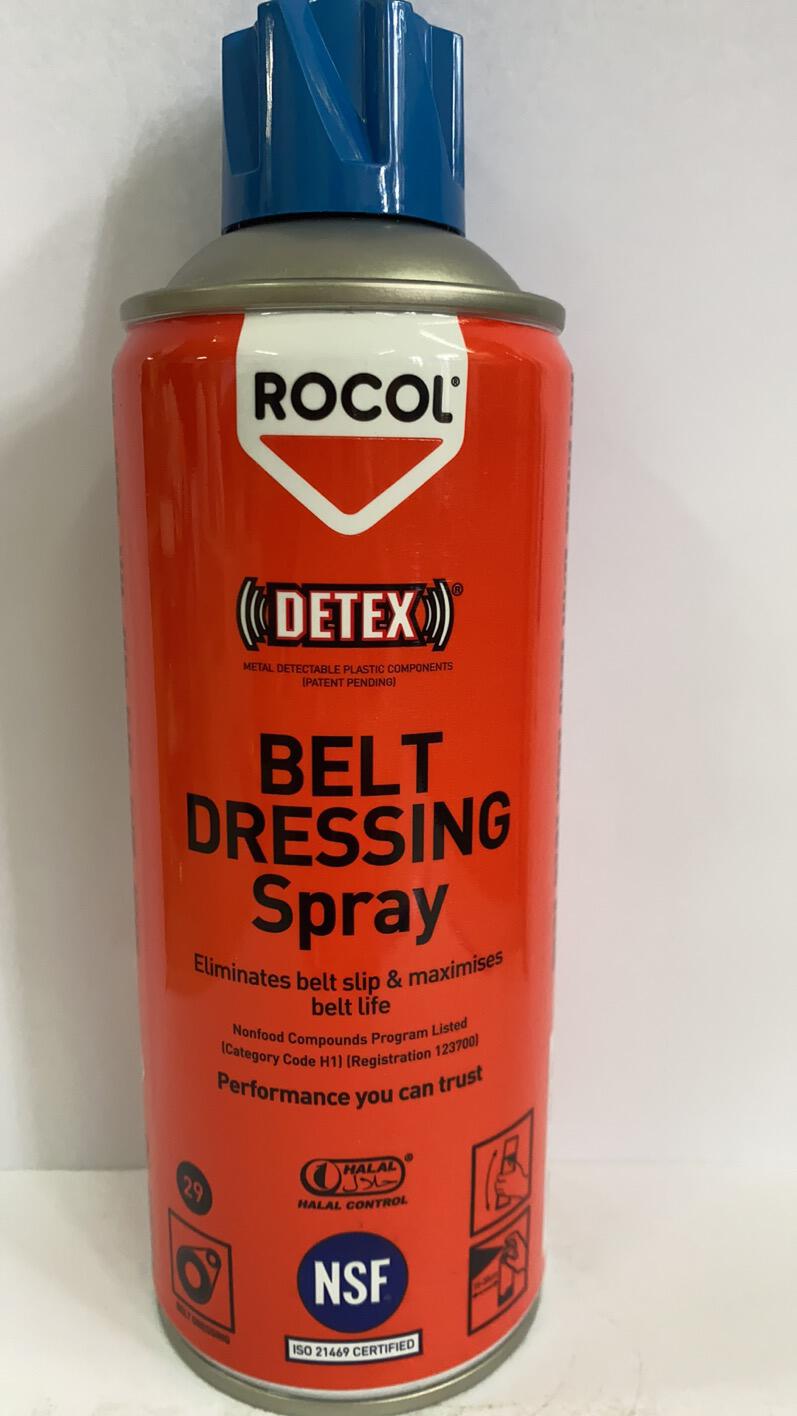 ROCOL®
DETEX®
METAL DETECTABLE PLASTIC COMPONENTS
(PATENT PENDING)
BELT
DRESSING
Spray
Eliminates belt slip & maximises
belt life
Nonfood Compounds Program Listed
(Category Code H1) (Registration 123700)
Performance you can trust
29
HALAL®
حلال
HALAL CONTROL
BELT DRESSING
NSF
ISO 21469 CERTIFIED